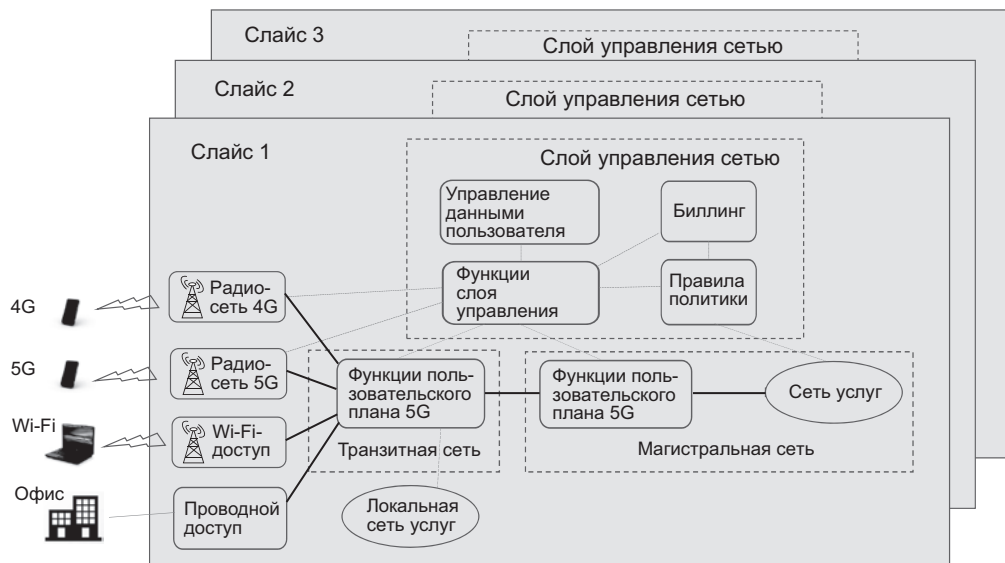 Слайс 3
Слой управления сетью
Слайс 2
Слой управления сетью
Слайс 1
Слой управления сетью
Управление
данными
пользователя
Биллинг
Функции
слоя
управления
Правила
политики
4G
Радио-
сеть 4G
5G
Радио-
сеть 5G
Функции поль-
зовательского
плана 5G
Функции поль-
зовательского
плана 5G
Сеть услуг
Wi-Fi
Wi-Fi-
доступ
Транзитная сеть
Магистральная сеть
Офис
Проводной
доступ
Локальная
сеть услуг